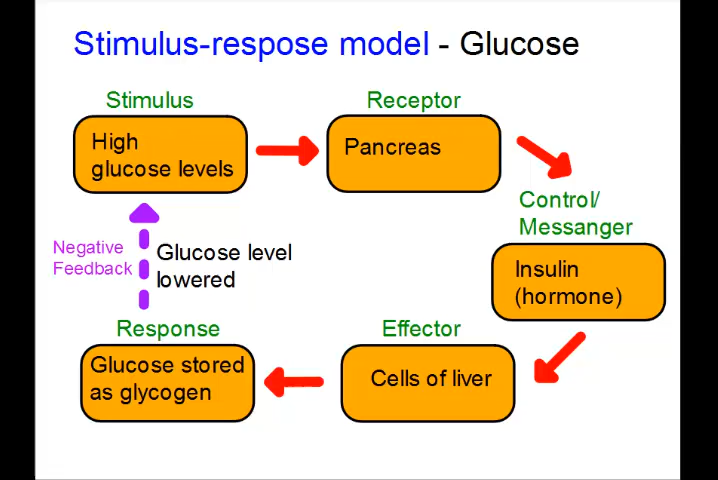 Stimulus-respose model - Glucose
Stimulus
High
glucose levels
Receptor
Pancreas
Control/
Messanger
Insulin
(hormone)
Effector
Cells of liver
Response
Glucose stored
as glycogen
Negative
Feedback
Glucose level
lowered